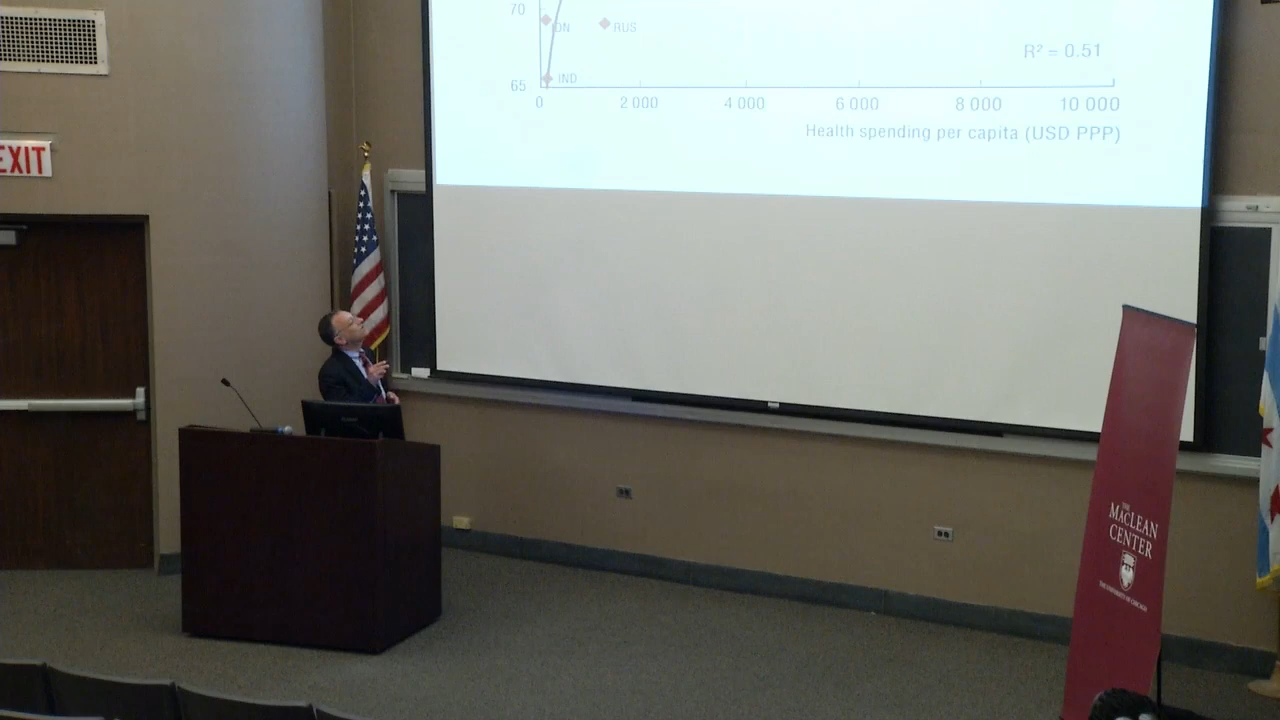 70
DN
RUS
R² = 0.51
IND
65
0 2 000 4 000 6 000 8 000 10 000
Health spending per capita (USD PPP)
EXIT
THE
MACLEAN
CENTER
THE UNIVERSITY OF CHICAGO